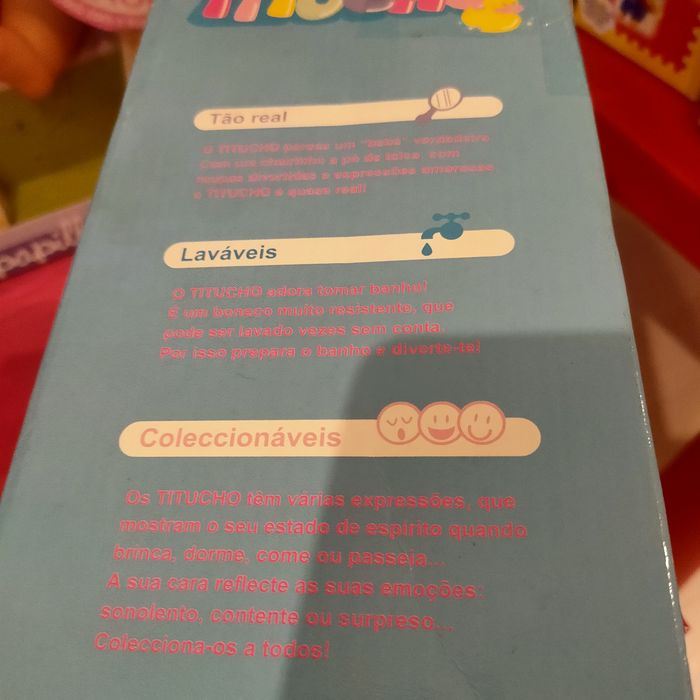 TITUCHO
Tão real
O TITUCHO parece um "bebé" verdadeiro
Com um cheirinho a pó de talco, com
roupas divertidas e expressões amorosas
o TITUCHO é quase real!
Laváveis
O TITUCHO adora tomar banho!
É um boneco muito resistente, que
pode ser lavado vezes sem conta.
Por isso prepara o banho e diverte-te!
Coleccionáveis
Os TITUCHO têm várias expressões, que
mostram o seu estado de espírito quando
brinca, dorme, come ou passeja...
A sua cara reflecte as suas emoções:
sonolento, contente ou surpreso...
Colecciona-os a todos!